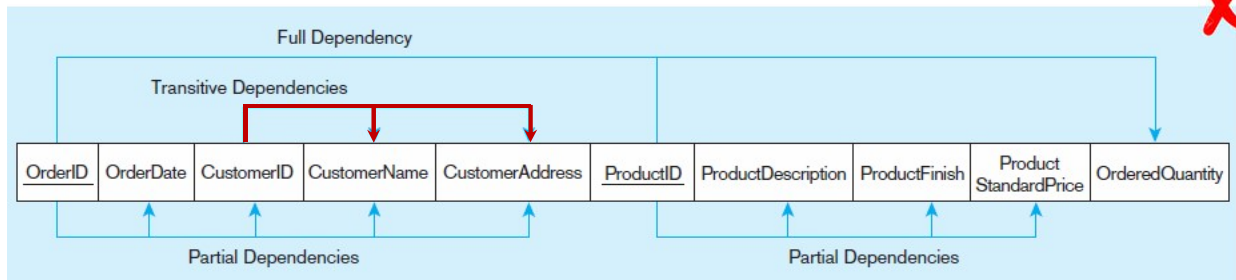 Full Dependency
Transitive Dependencies
OrderID OrderDate CustomerID CustomerName CustomerAddress ProductID ProductDescription ProductFinish Product StandardPrice OrderedQuantity
Partial Dependencies Partial Dependencies